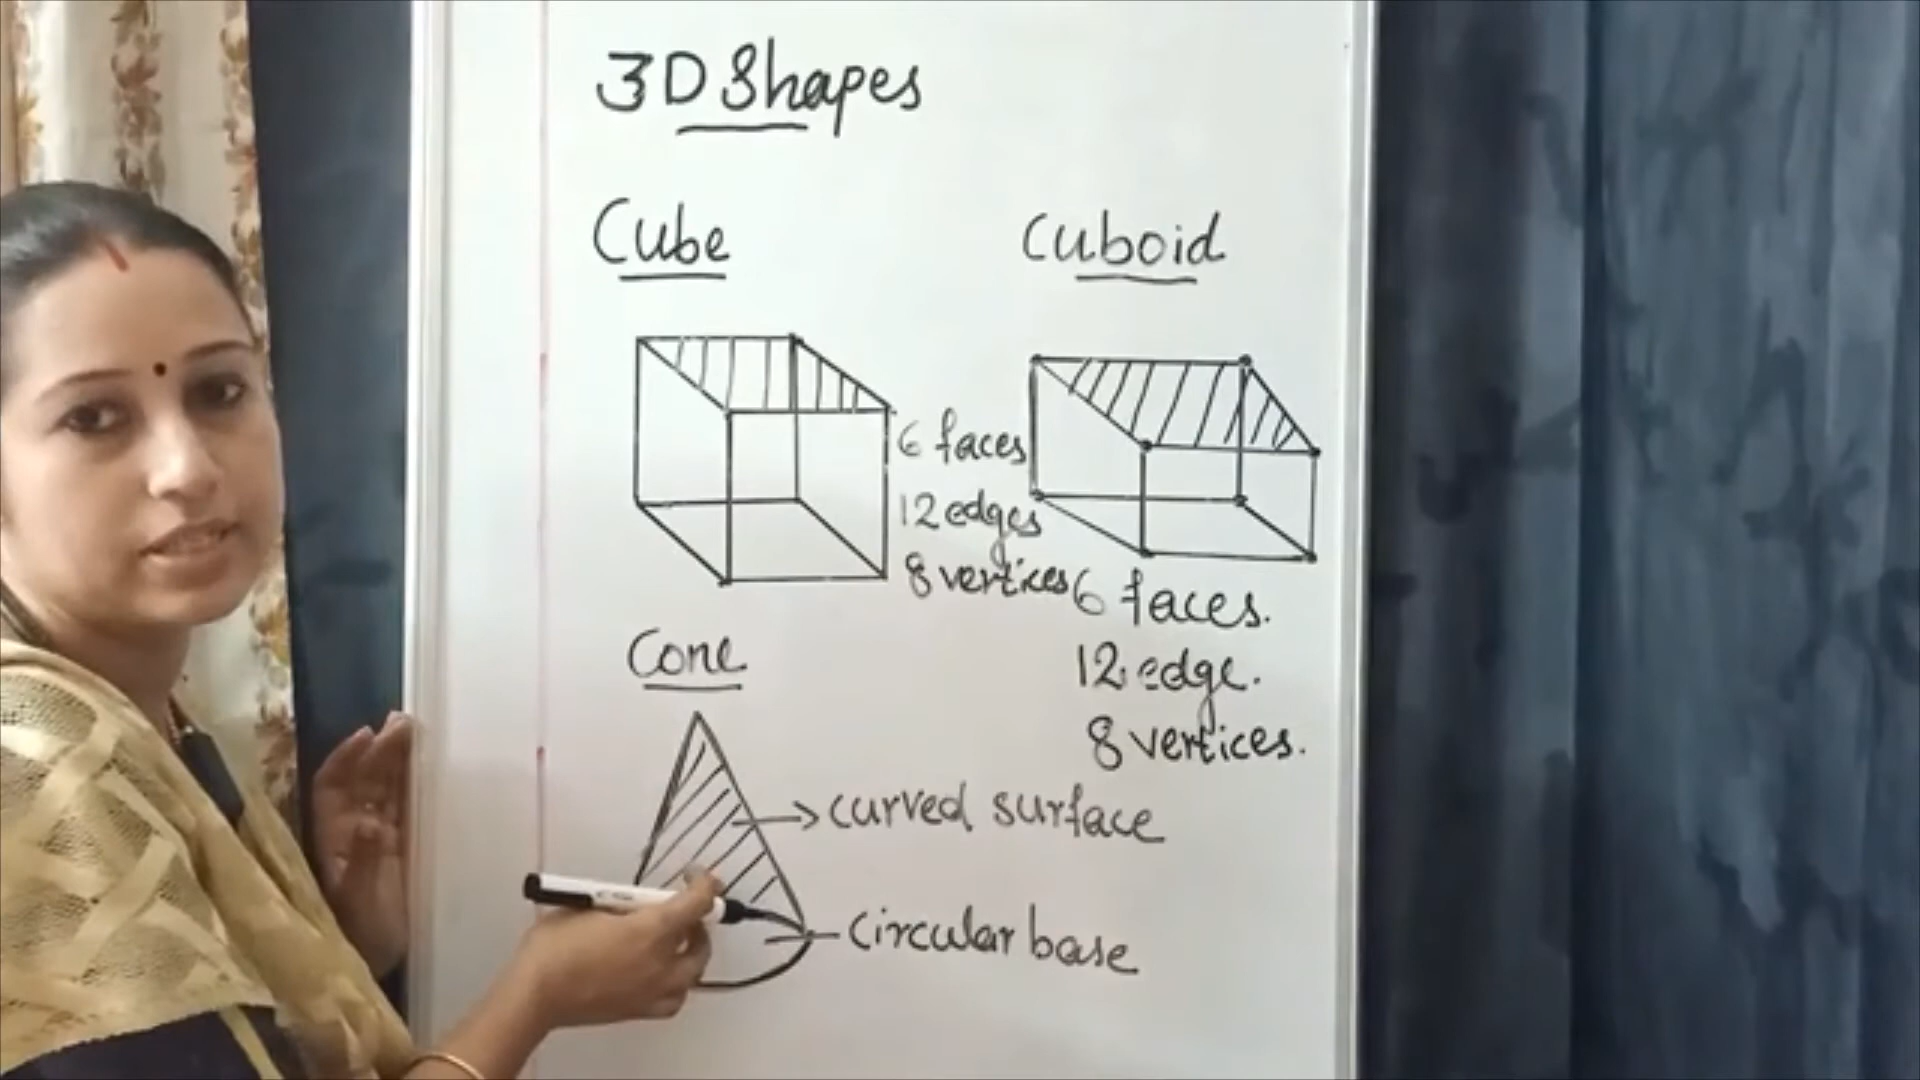 3D Shapes
Cube
Cuboid
6 faces
12 edges
8 vertices
6 faces.
12 edge.
8 vertices.
Cone
curved surface
circular base